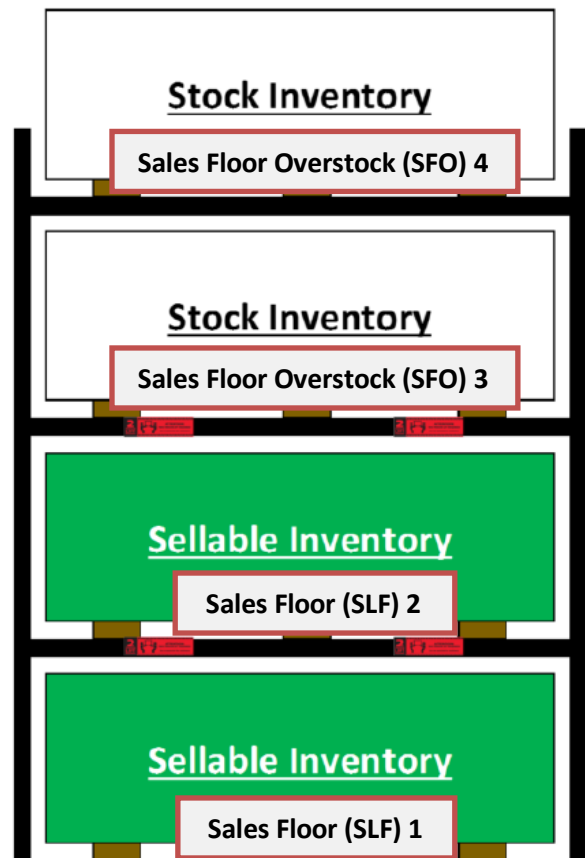 Stock Inventory
Sales Floor Overstock (SFO) 4
Stock Inventory
Sales Floor Overstock (SFO) 3
Sellable Inventory
Sales Floor (SLF) 2
Sellable Inventory
Sales Floor (SLF) 1